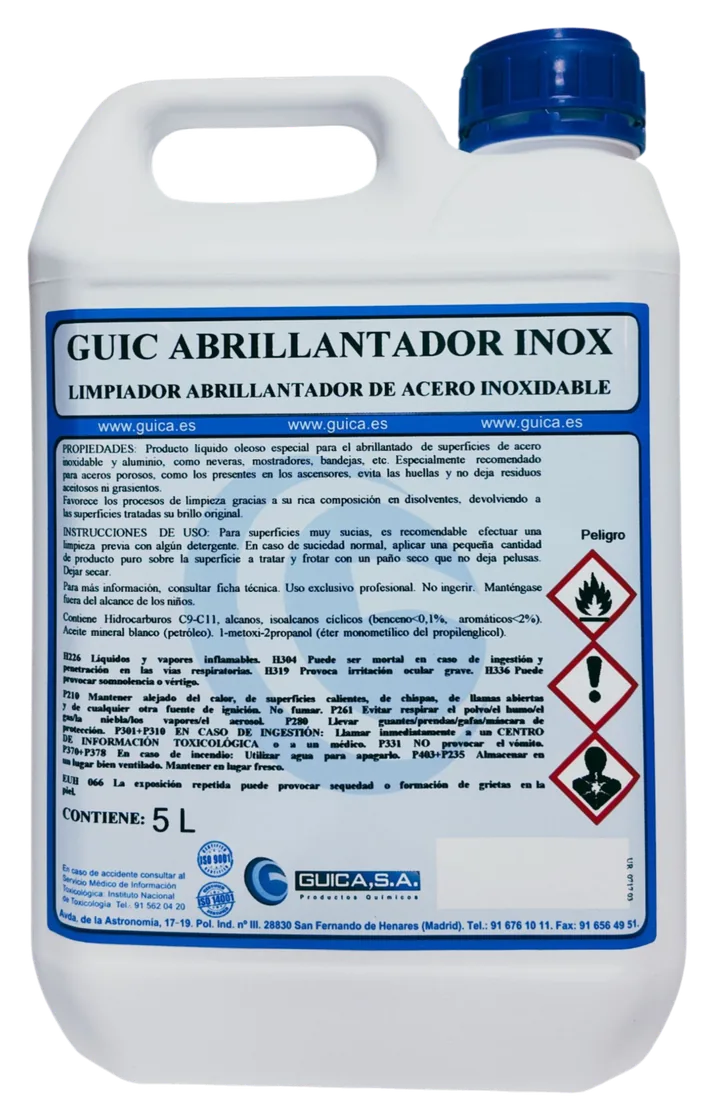 GUIC ABRILLANTADOR INOX
LIMPIADOR ABRILLANTADOR DE ACERO INOXIDABLE
www.guica.es www.guica.es www.guica.es
PROPIEDADES: Producto líquido oleoso especial para el abrillantado de superficies de acero
inoxidable y aluminio, como neveras, mostradores, bandejas, etc. Especialmente recomendado
para aceros porosos, como los presentes en los ascensores, evita las huellas y no deja residuos
aceitosos ni grasientos.
Favorece los procesos de limpieza gracias a su rica composición en disolventes, devolviendo a
las superficies tratadas su brillo original.
INSTRUCCIONES DE USO: Para superficies muy sucias, es recomendable efectuar una
limpieza previa con algún detergente. En caso de suciedad normal, aplicar una pequeña cantidad
de producto puro sobre la superficie a tratar y frotar con un paño seco que no deja pelusas.
Dejar secar.
Para más información, consultar ficha técnica. Uso exclusivo profesional. No ingerir. Manténgase
fuera del alcance de los niños.
Contiene Hidrocarburos C9-C11, alcanos, isoalcanos cíclicos (benceno<0,1%, aromáticos<2%).
Aceite mineral blanco (petróleo). 1-metoxi-2propanol (éter monometílico del propilenglicol).
Peligro
H226 Líquidos y vapores inflamables. H304 Puede ser mortal en caso de ingestión y
penetración en las vías respiratorias. H319 Provoca irritación ocular grave. H336 Puede
provocar somnolencia o vértigo.
P210 Mantener alejado del calor, de superficies calientes, de chispas, de llamas abiertas
y de cualquier otra fuente de ignición. No fumar. P261 Evitar respirar el polvo/el humo/el
gas/la niebla/los vapores/el aerosol. P280 Llevar guantes/prendas/gafas/máscara de
protección. P301+P310 EN CASO DE INGESTIÓN: Llamar inmediatamente a un CENTRO
DE INFORMACIÓN TOXICOLÓGICA o a un médico. P331 NO provocar el vómito.
P370+P378 En caso de incendio: Utilizar agua para apagarlo. P403+P235 Almacenar en
un lugar bien ventilado. Mantener en lugar fresco.
EUH 066 La exposición repetida puede provocar sequedad o formación de grietas en la
piel.
CONTIENE: 5 L
En caso de accidente consultar al
Servicio Médico de Información
Toxicológica: Instituto Nacional
de Toxicología Tel.: 91 562 04 20
ISO 9001
ISO 14001
GUICA, S.A.
Productos Químicos
Avda. de la Astronomía, 17-19. Pol. Ind. nº III. 28830 San Fernando de Henares (Madrid). Tel.: 91 676 10 11. Fax: 91 656 49 51.